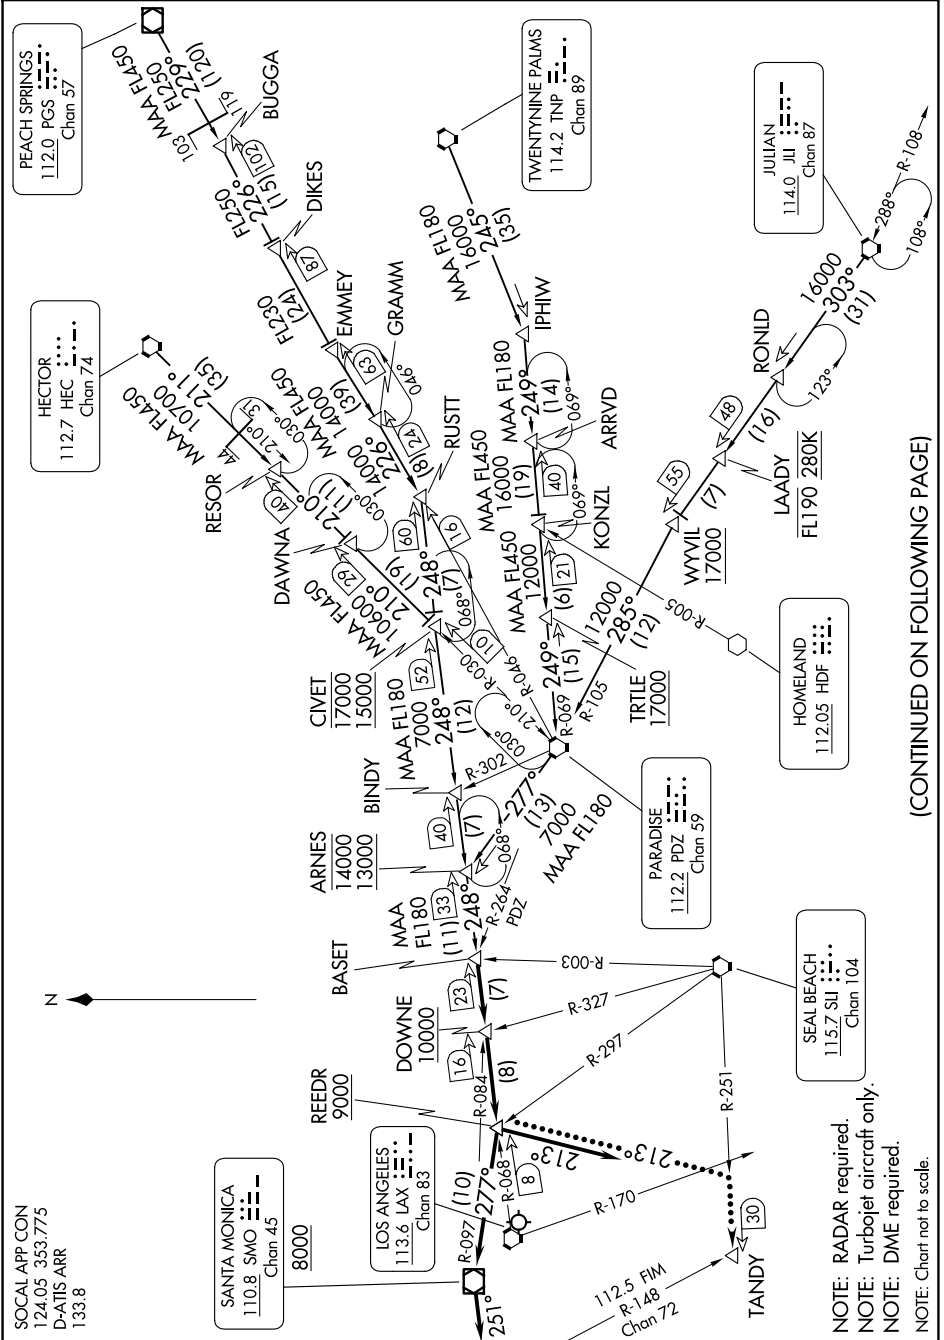 SOCAL APP CON
124.05 353.775
D-ATIS ARR
133.8
N
PEACH SPRINGS
112.0 PGS
Chan 57
HECTOR
112.7 HEC
Chan 74
TWENTYNINE PALMS
114.2 TNP
Chan 89
JULIAN
114.0 JLI
Chan 87
HOMELAND
112.05 HDF
PARADISE
112.2 PDZ
Chan 59
SEAL BEACH
115.7 SLI
Chan 104
LOS ANGELES
113.6 LAX
Chan 83
SANTA MONICA
110.8 SMO
Chan 45
8000
MAA FL450
FL250
229°
(120)
103
119
BUGGA
102
FL250
226°
(15)
DIKES
87
FL230
(24)
EMMEY
63
MAA FL450
14000
(39)
046°
GRAMM
24
14000
226°
(8)
RUSTT
60
16
MAA FL450
10700
211°
(35)
44
31
RESOR
40
210°
030°
210°
(11)
DAWNA
29
030°
MAA FL450
10600
210°
(19)
248°
(7)
068°
CIVET
17000
15000
52
10
R-030
R-046
MAA FL180
7000
248°
(12)
BINDY
40
(7)
R-302
030°
210°
277°
(13)
7000
MAA FL180
068°
ARNES
14000
13000
33
MAA
FL180
(11)
248°
R-264
PDZ
BASET
23
(7)
R-003
DOWNE
10000
16
(8)
R-084
R-327
REEDR
9000
R-297
8
R-068
(10)
277°
R-097
251°
213°
213°
R-170
R-251
30
TANDY
112.5 FIM
R-148
Chan 72
MAA FL180
16000
245°
(35)
IPHIW
MAA FL180
249°
(14)
069°
ARRVD
40
MAA FL450
16000
(19)
069°
KONZL
21
MAA FL450
12000
(6)
TRTLE
17000
249°
(15)
R-069
R-005
R-108
288°
108°
16000
303°
(31)
RONLD
123°
48
(16)
LAADY
FL190 280K
55
(7)
WYVIL
17000
12000
285°
(12)
R-105
NOTE: RADAR required.
NOTE: Turbojet aircraft only.
NOTE: DME required.
NOTE: Chart not to scale.
(CONTINUED ON FOLLOWING PAGE)